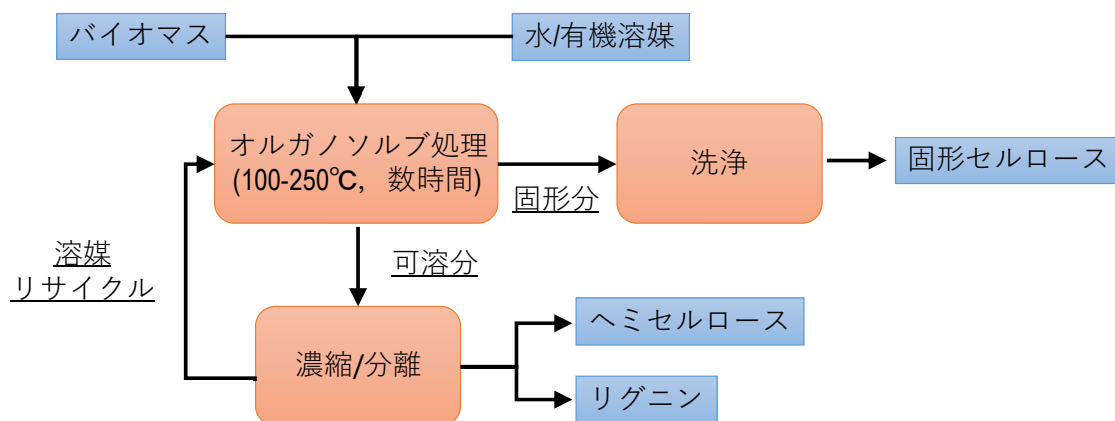 バイオマス
水/有機溶媒
オルガノソルブ処理
(100-250℃, 数時間)
洗浄
固形セルロース
固形分
溶媒
リサイクル
可溶分
濃縮/分離
ヘミセルロース
リグニン